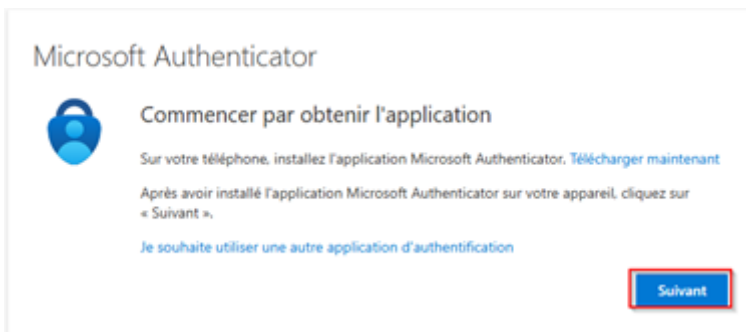 Microsoft Authenticator
Commencer par obtenir l'application
Sur votre téléphone, installez l'application Microsoft Authenticator. Télécharger maintenant
Après avoir installé l'application Microsoft Authenticator sur votre appareil, cliquez sur
« Suivant ».
Je souhaite utiliser une autre application d'authentification
Suivant